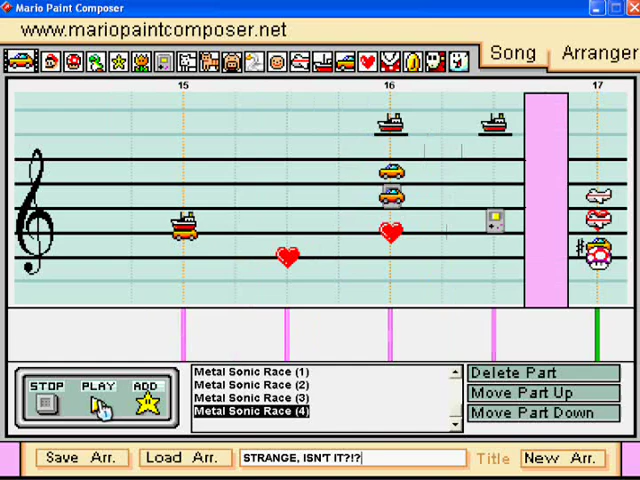 Mario Paint Composer
www.mariopaintcomposer.net
Song
Arranger
15
16
17
STOP
PLAY
ADD
Metal Sonic Race (1)
Metal Sonic Race (2)
Metal Sonic Race (3)
Metal Sonic Race (4)
Delete Part
Move Part Up
Move Part Down
Save Arr.
Load Arr.
STRANGE, ISN'T IT?!?
Title
New Arr.